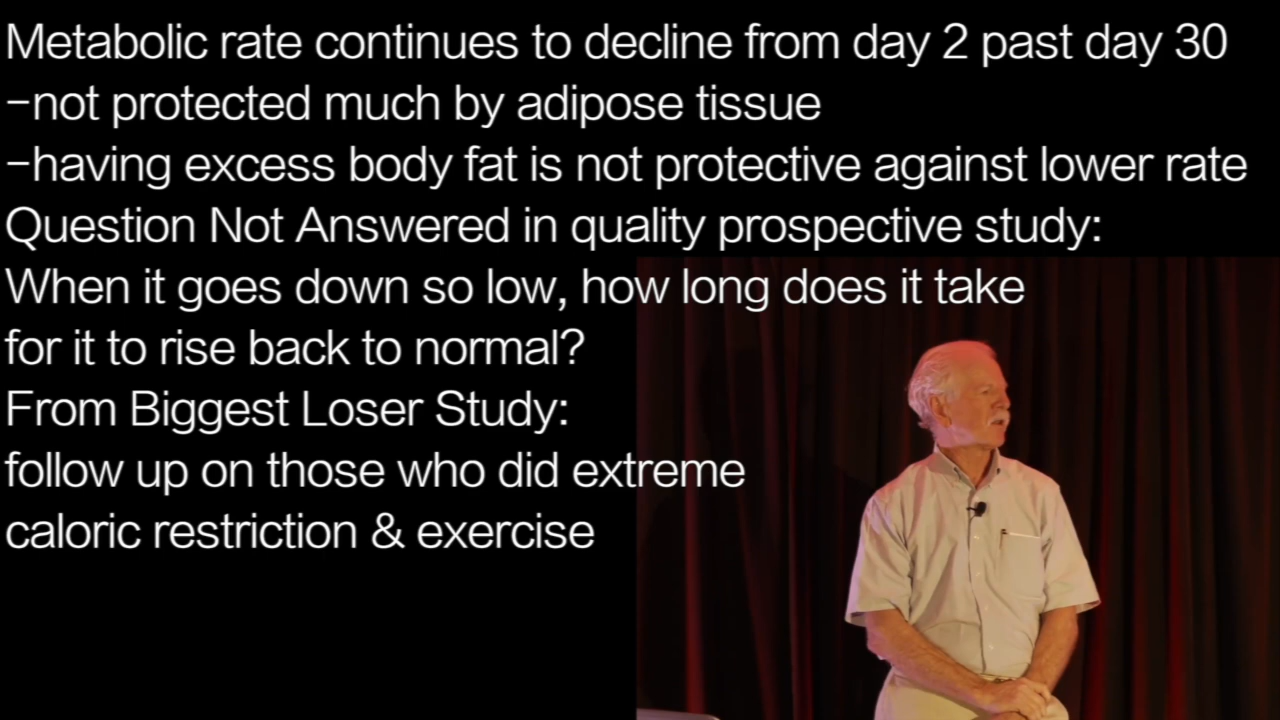 Metabolic rate continues to decline from day 2 past day 30
−not protected much by adipose tissue
−having excess body fat is not protective against lower rate
Question Not Answered in quality prospective study:
When it goes down so low, how long does it take
for it to rise back to normal?
From Biggest Loser Study:
follow up on those who did extreme
caloric restriction & exercise